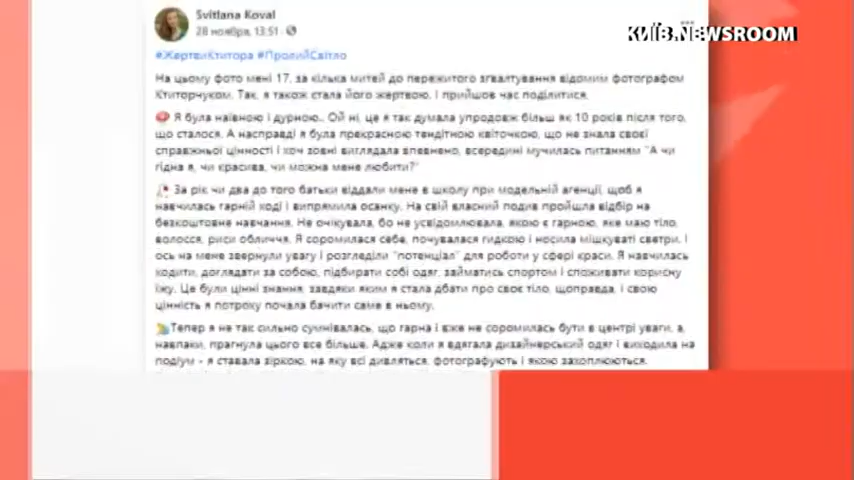 Svitlana Koval
28 ноября, 13:51
КИЇВ.NEWSROOM
#ЖертвиКтитора #ПролийСвітло
На цьому фото мені 17, за кілька митей до пережитого зґвалтування відомим фотографом
Ктиторчуком. Так, я також стала його жертвою. І прийшов час поділитися.
Я була наївною і дурною.. Ой ні, це я так думала упродовж більш як 10 років після того,
що сталося. А насправді я була прекрасною тендітною квіточкою, що не знала своєї
справжньої цінності і хоч зовні виглядала впевнено, всередині мучилась питанням "А чи
гідна я, чи красива, чи можна мене любити?"
За рік чи два до того батьки віддали мене в школу при модельній агенції, щоб я
навчилась гарній ході і випрямила осанку. На свій власний подив пройшла відбір на
безкоштовне навчання. Не очікувала, бо не усвідомлювала, якою є гарною, яке маю тіло,
волосся, риси обличчя. Я соромилася себе, почувалася гидкою і носила мішкуваті светри. І
ось на мене звернули увагу і розгледіли "потенціал" для роботи у сфері краси. Я навчилась
ходити, доглядати за собою, підбирати собі одяг, займатись спортом і споживати корисну
їжу. Це були цінні знання, завдяки яким я стала дбати про своє тіло, щоправда, і свою
цінність я потроху почала бачити саме в ньому.
Тепер я не так сильно сумнівалась, що гарна і вже не соромилась бути в центрі уваги, а,
навпаки, прагнула цього все більше. Адже коли я вдягала дизайнерський одяг і виходила на
подіум - я ставала зіркою, на яку всі дивляться, фотографують і якою захоплюються.